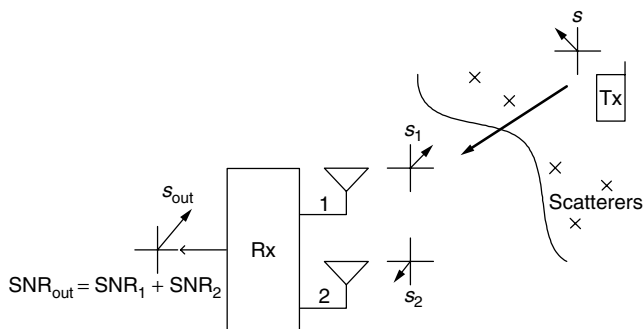 s
Tx
s1
1
Scatterers
sout
Rx
SNRout = SNR1 + SNR2
2
s2